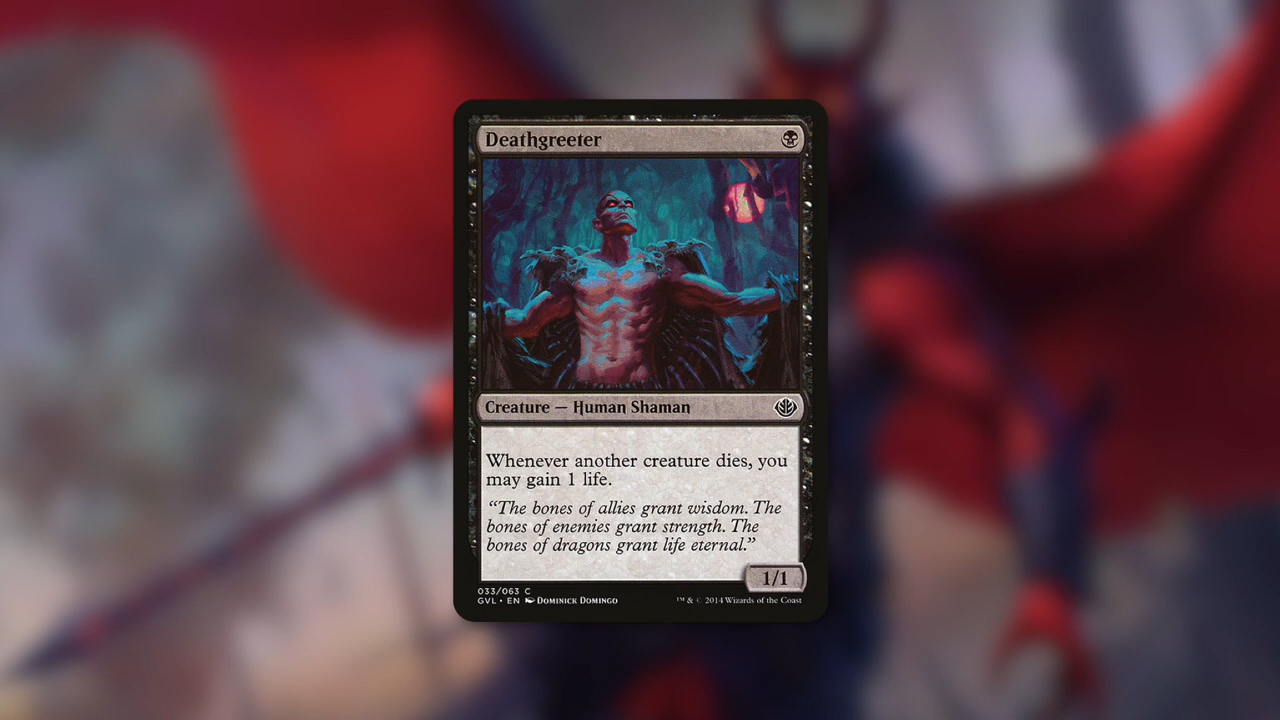 Deathgreeter
Creature — Human Shaman
Whenever another creature dies, you
may gain 1 life.
“The bones of allies grant wisdom. The
bones of enemies grant strength. The
bones of dragons grant life eternal.”
1/1
033/063 C
GVL • EN Dominick Domingo
™ & © 2014 Wizards of the Coast